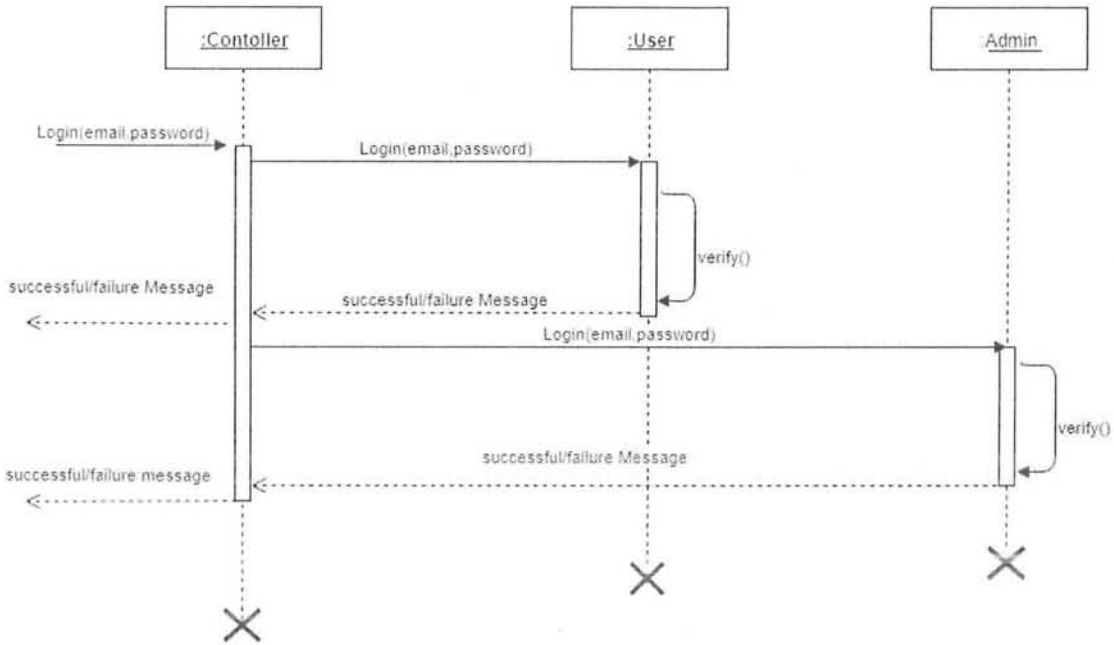 :Contoller
:User
:Admin
Login(email,password)
Login(email,password)
verify()
successful/failure Message
successful/failure Message
Login(email,password)
verify()
successful/failure Message
successful/failure message